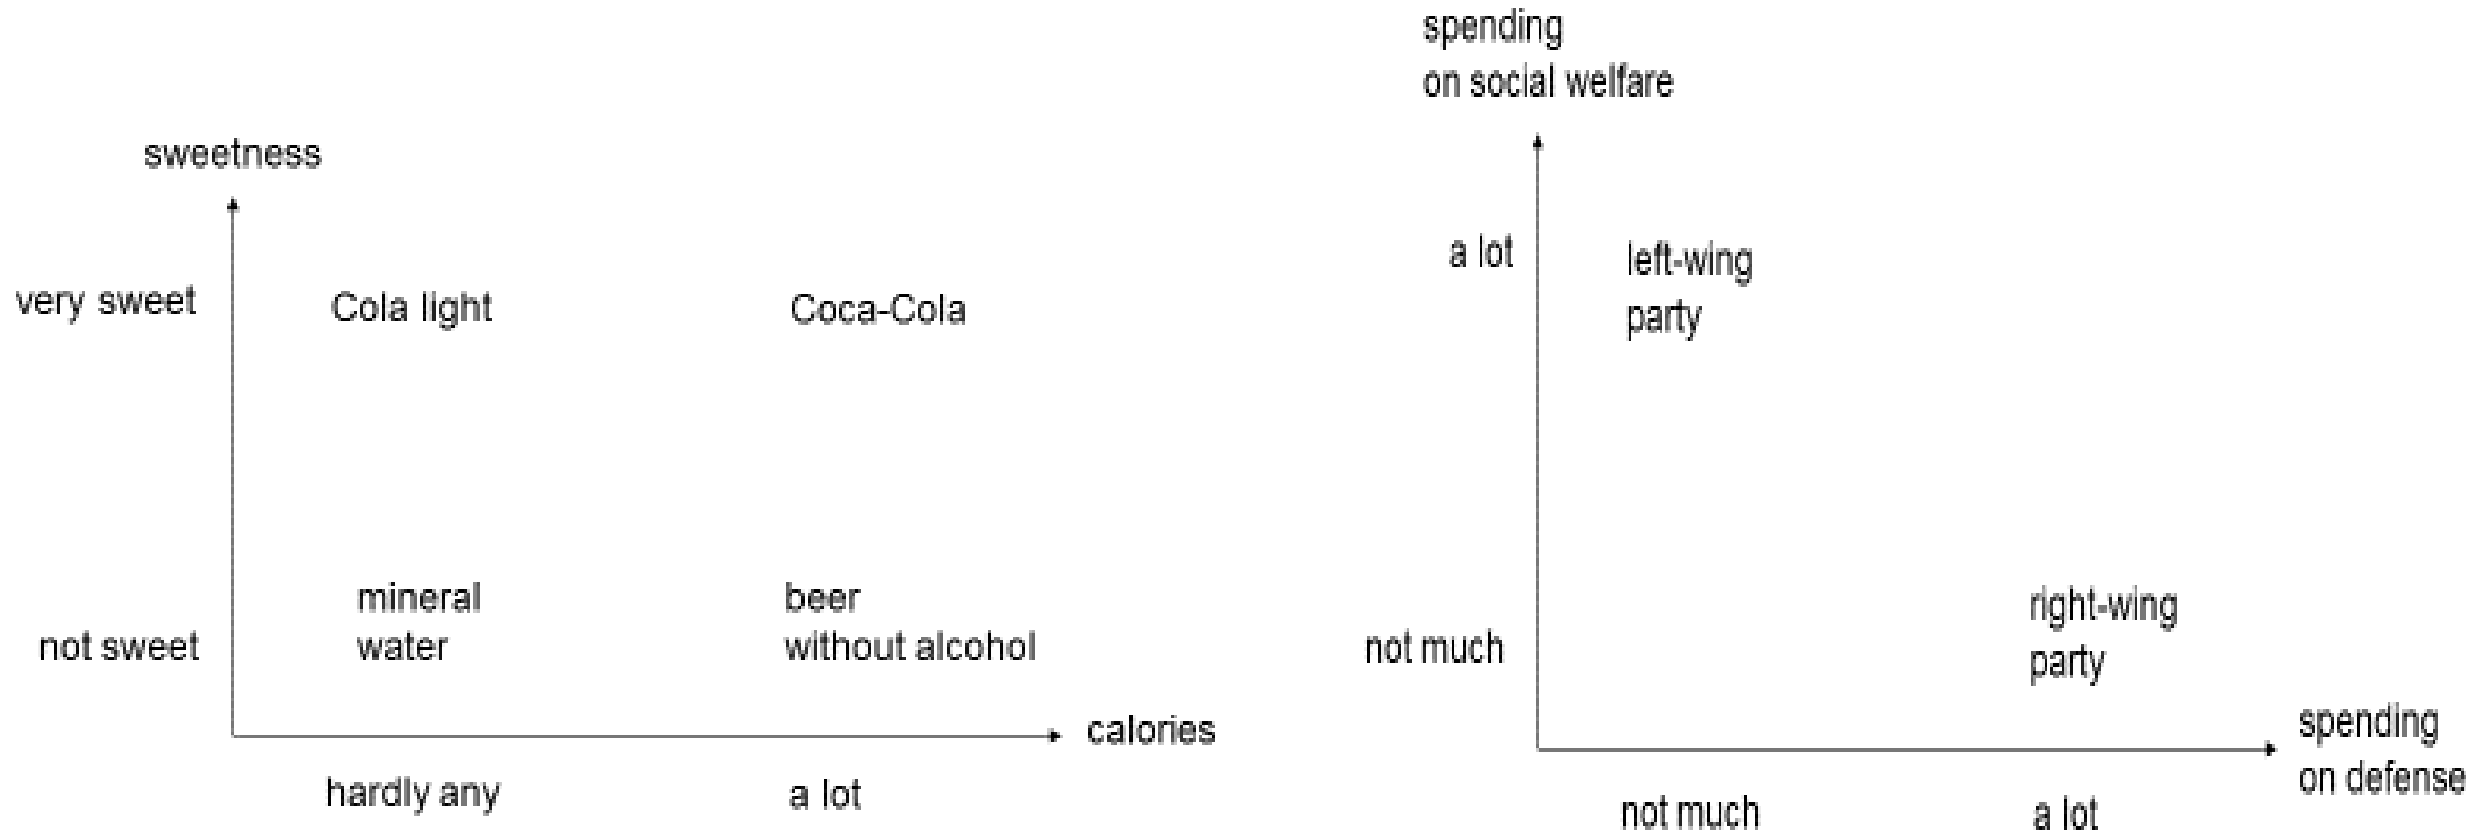 sweetness
very sweet
Cola light
Coca-Cola
mineral
water
beer
without alcohol
not sweet
calories
hardly any
a lot
spending
on social welfare
a lot
left-wing
party
not much
right-wing
party
spending
on defense
not much
a lot